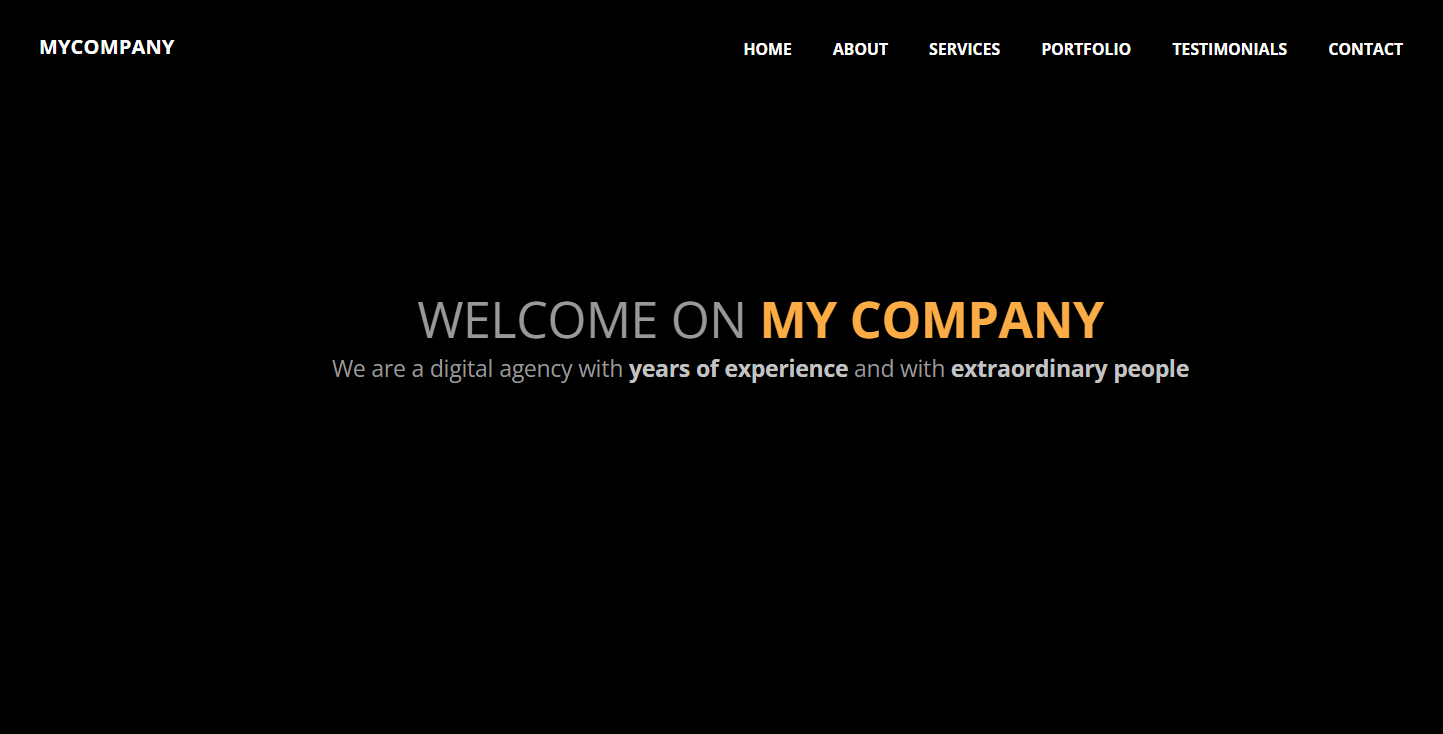 MYCOMPANY HOME ABOUT SERVICES PORTFOLIO TESTIMONIALS CONTACT
WELCOME ON MY COMPANY
We are a digital agency with years of experience and with extraordinary people